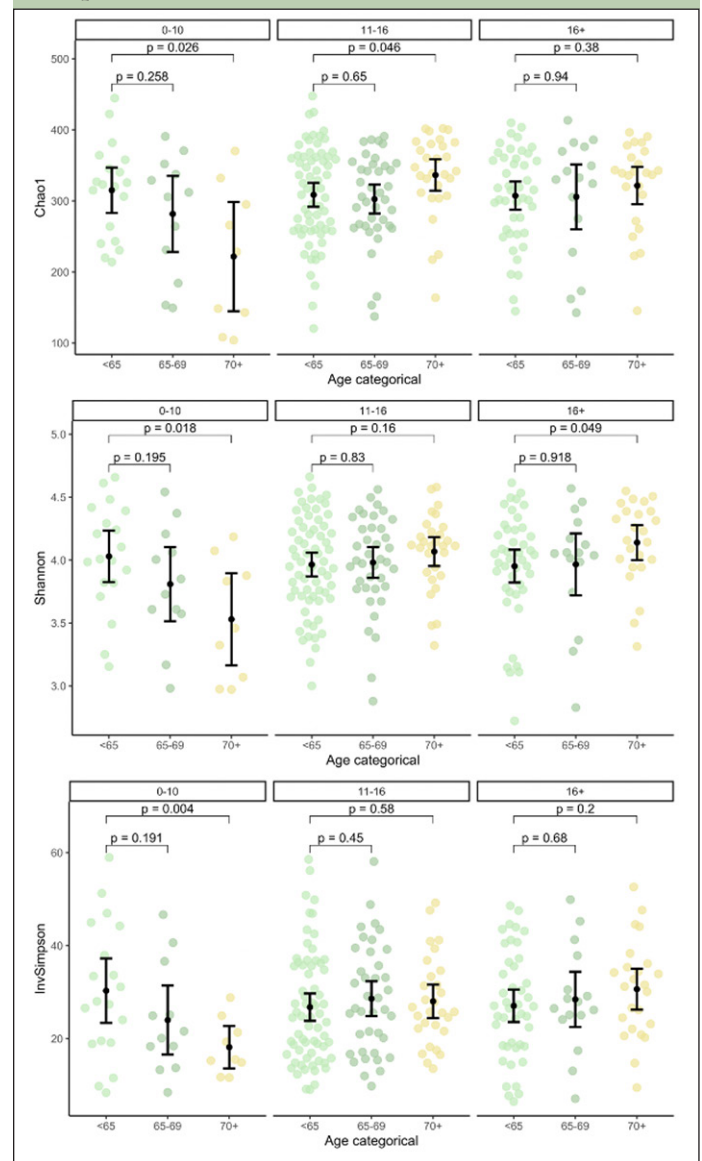 0-10 11-16 16+
p = 0.026 p = 0.046 p = 0.38
p = 0.258 p = 0.65 p = 0.94
500
400
300
200
100
Chao1
<65 65-69 70+ <65 65-69 70+ <65 65-69 70+
Age categorical
0-10 11-16 16+
p = 0.018 p = 0.16 p = 0.049
p = 0.195 p = 0.83 p = 0.918
5.0
4.5
4.0
3.5
3.0
Shannon
<65 65-69 70+ <65 65-69 70+ <65 65-69 70+
Age categorical
0-10 11-16 16+
p = 0.004 p = 0.58 p = 0.2
p = 0.191 p = 0.45 p = 0.68
60
40
20
InvSimpson
<65 65-69 70+ <65 65-69 70+ <65 65-69 70+
Age categorical